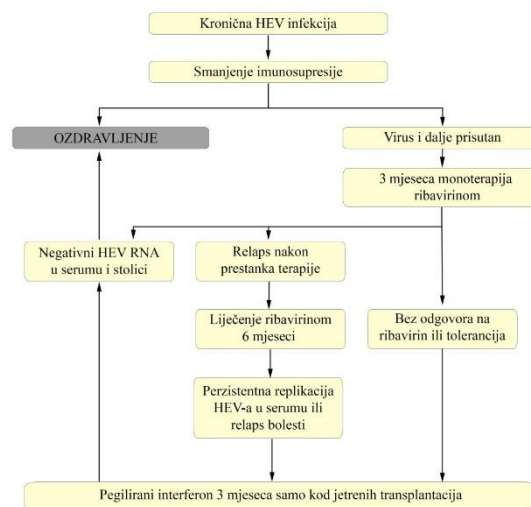 Kronična HEV infekcija
Smanjenje imunosupresije
OZDRAVLJENJE
Virus i dalje prisutan
3 mjeseca monoterapija
ribavirinom
Negativni HEV RNA
u serumu i stolici
Relaps nakon
prestanka terapije
Liječenje ribavirinom
6 mjeseci
Bez odgovora na
ribavirin ili tolerancija
Perzistentna replikacija
HEV-a u serumu ili
relaps bolesti
Pegilirani interferon 3 mjeseca samo kod jetrenih transplantacija